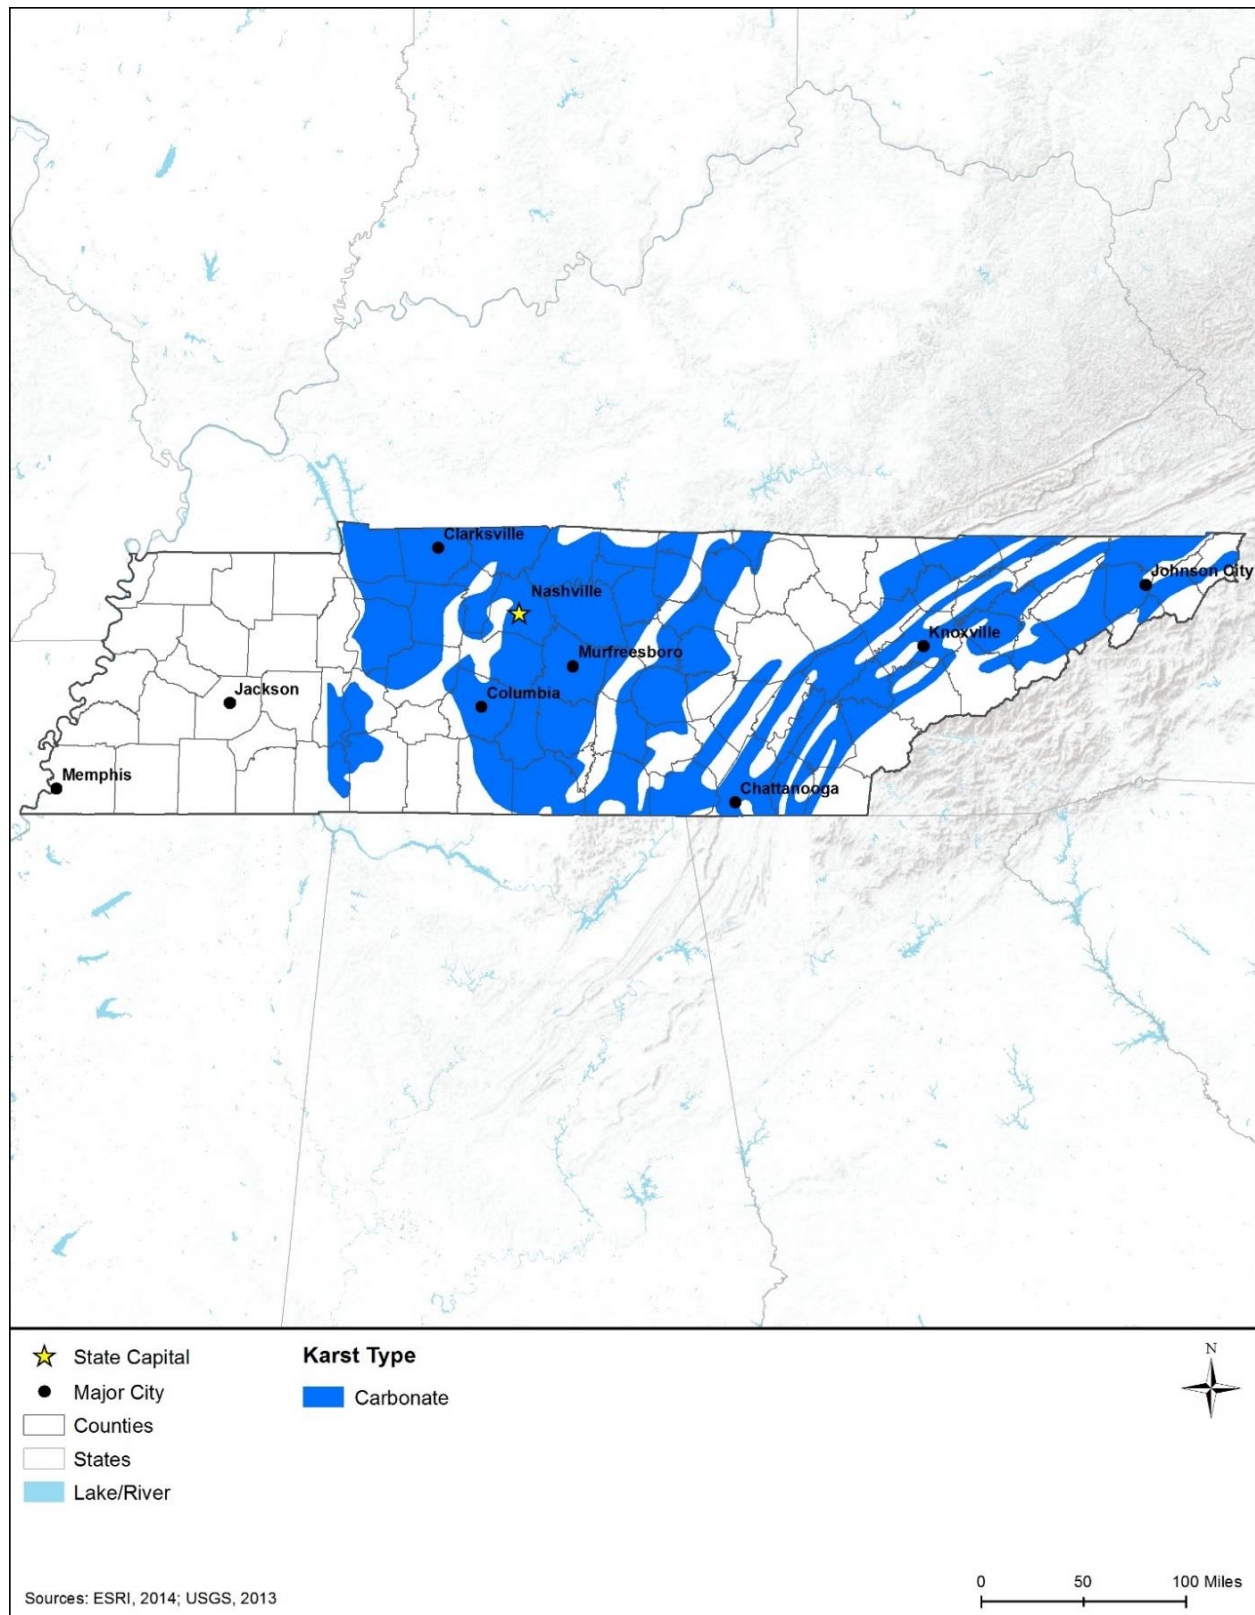 Clarksville
Nashville
Johnson City
Knoxville
Murfreesboro
Jackson
Columbia
Memphis
Chattanooga
State Capital
Major City
Counties
States
Lake/River
Karst Type
Carbonate
N
Sources: ESRI, 2014; USGS, 2013
0 50 100 Miles